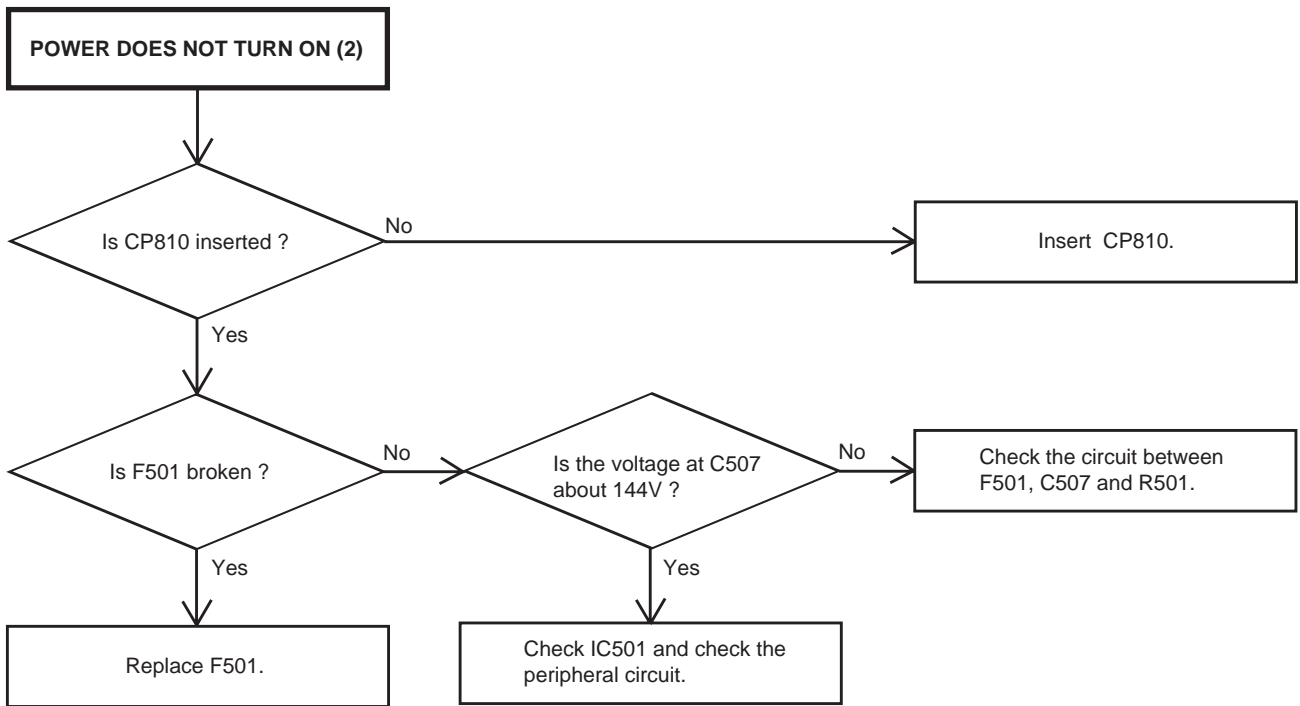 POWER DOES NOT TURN ON (2)
Is CP810 inserted ?
No
Insert CP810.
Yes
Is F501 broken ?
No
Is the voltage at C507
about 144V ?
No
Check the circuit between
F501, C507 and R501.
Yes
Yes
Replace F501.
Check IC501 and check the
peripheral circuit.